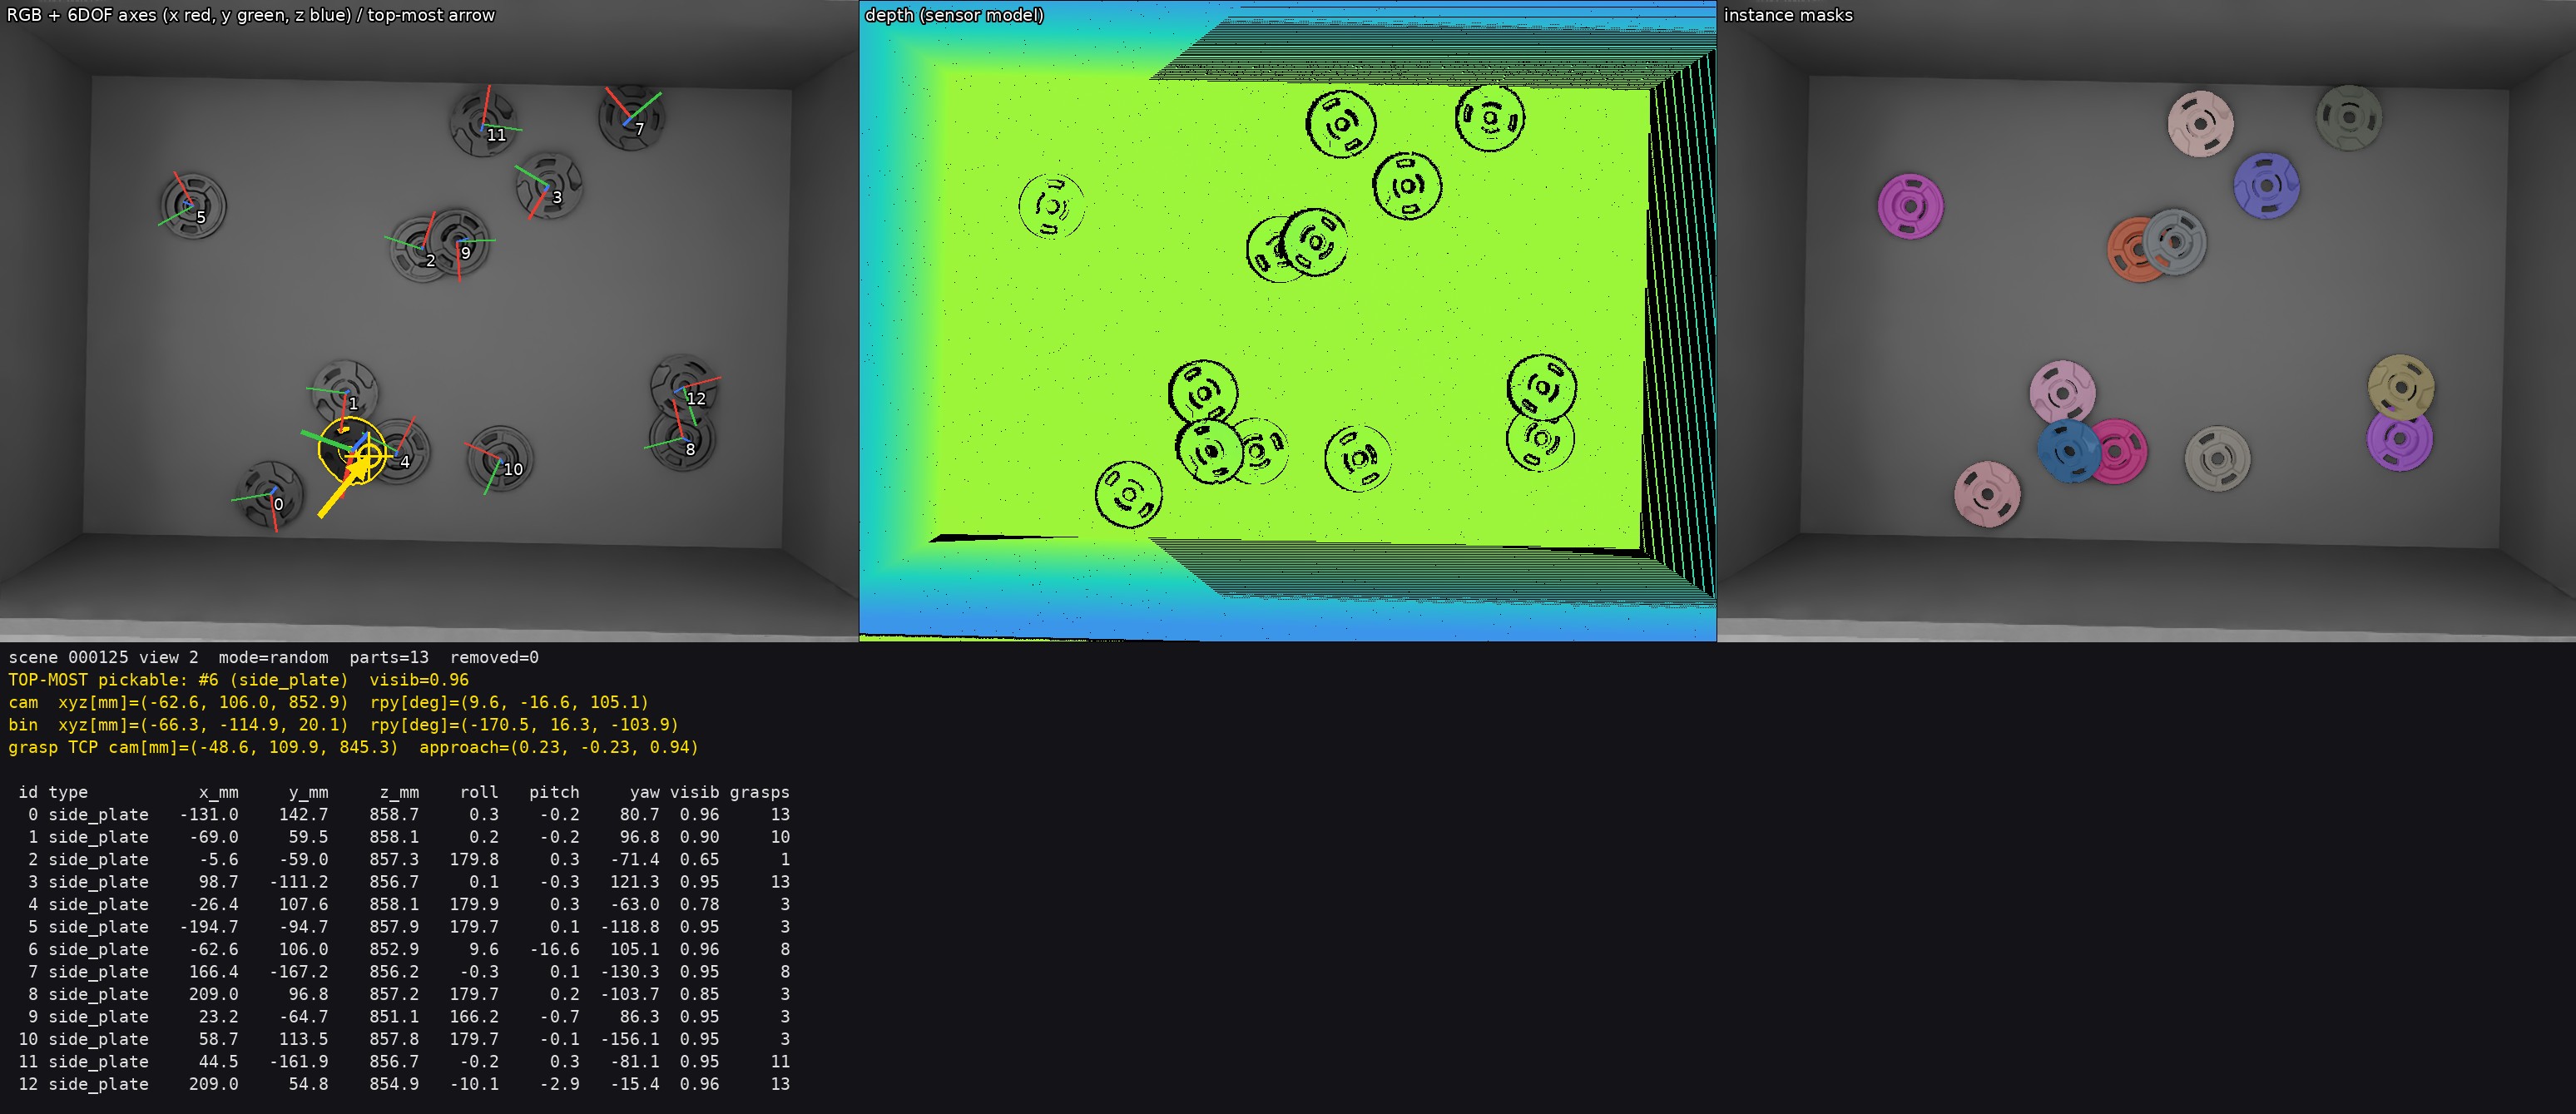 RGB + 6DOF axes (x red, y green, z blue) / top-most arrow
depth (sensor model)
instance masks
11
7
3
5
2
9
1
12
4
8
10
0
scene 000125 view 2  mode=random  parts=13  removed=0
TOP-MOST pickable: #6 (side_plate)  visib=0.96
cam  xyz[mm]=(-62.6, 106.0, 852.9)  rpy[deg]=(9.6, -16.6, 105.1)
bin  xyz[mm]=(-66.3, -114.9, 20.1)  rpy[deg]=(-170.5, 16.3, -103.9)
grasp TCP cam[mm]=(-48.6, 109.9, 845.3)  approach=(0.23, -0.23, 0.94)
id type x_mm y_mm z_mm roll pitch yaw visib grasps
0 side_plate -131.0 142.7 858.7 0.3 -0.2 80.7 0.96 13
1 side_plate -69.0 59.5 858.1 0.2 -0.2 96.8 0.90 10
2 side_plate -5.6 -59.0 857.3 179.8 0.3 -71.4 0.65 1
3 side_plate 98.7 -111.2 856.7 0.1 -0.3 121.3 0.95 13
4 side_plate -26.4 107.6 858.1 179.9 0.3 -63.0 0.78 3
5 side_plate -194.7 -94.7 857.9 179.7 0.1 -118.8 0.95 3
6 side_plate -62.6 106.0 852.9 9.6 -16.6 105.1 0.96 8
7 side_plate 166.4 -167.2 856.2 -0.3 0.1 -130.3 0.95 8
8 side_plate 209.0 96.8 857.2 179.7 0.2 -103.7 0.85 3
9 side_plate 23.2 -64.7 851.1 166.2 -0.7 86.3 0.95 3
10 side_plate 58.7 113.5 857.8 179.7 -0.1 -156.1 0.95 3
11 side_plate 44.5 -161.9 856.7 -0.2 0.3 -81.1 0.95 11
12 side_plate 209.0 54.8 854.9 -10.1 -2.9 -15.4 0.96 13